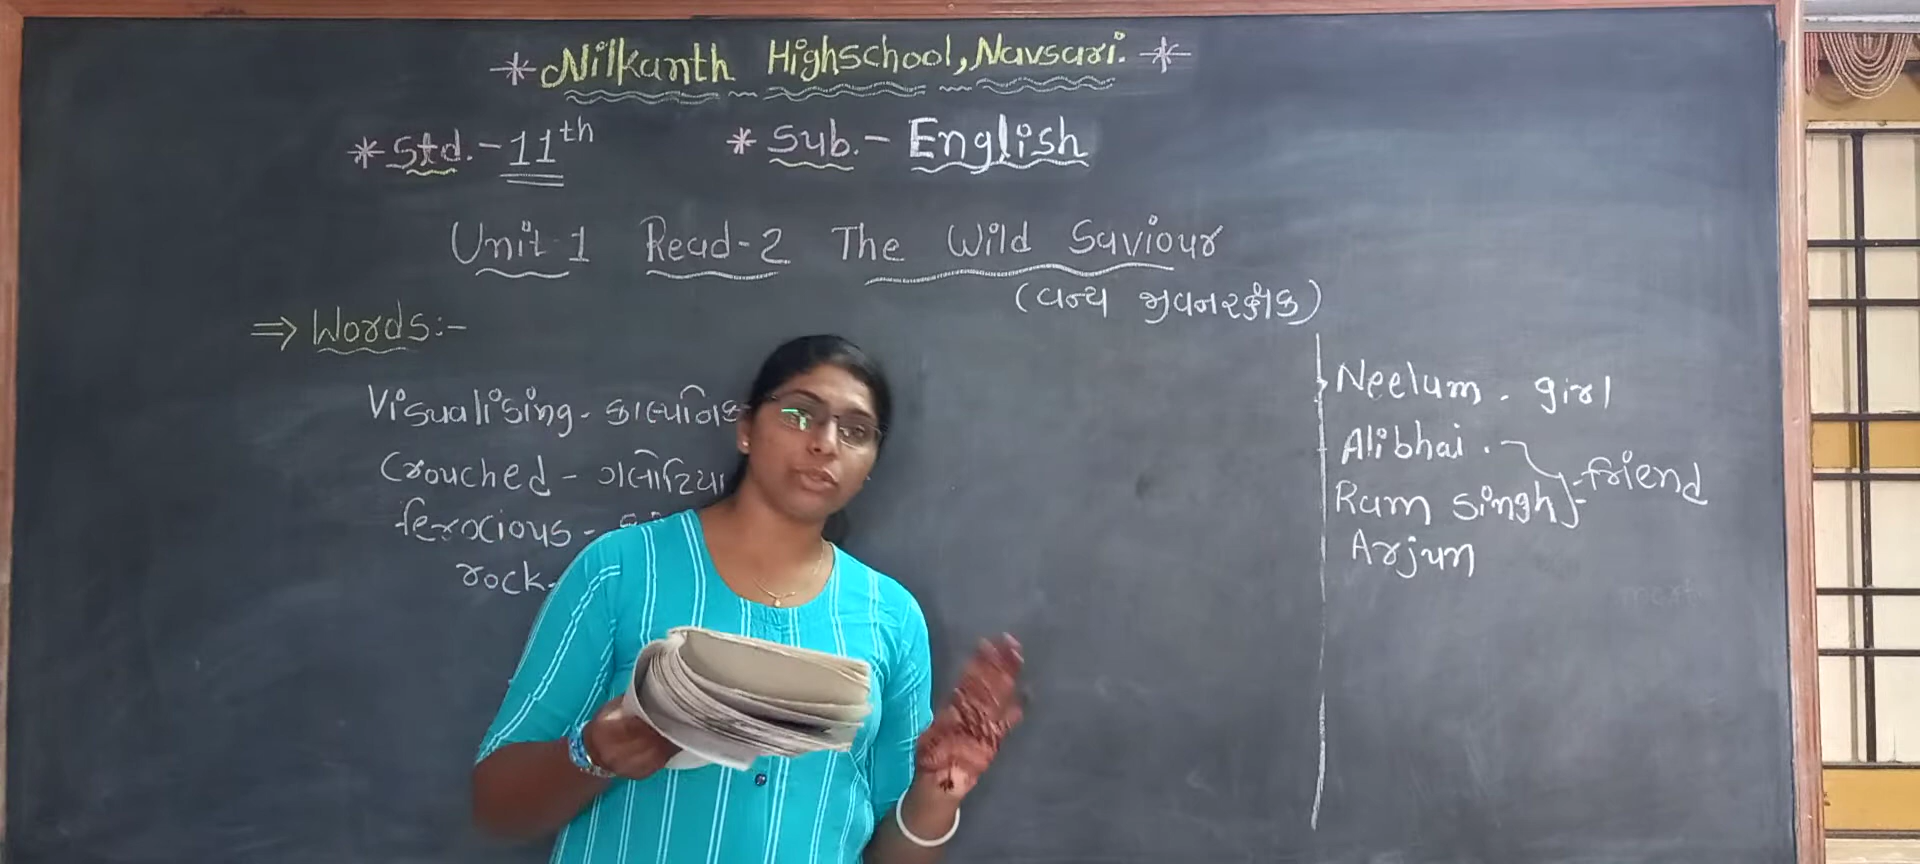 * Nilkanth Highschool, Navsari. *
* Std.- 11th * Sub.- English
Unit-1 Read-2 The Wild Saviour
(વન્ય જીવનરક્ષક)
⇒ Words:-
Visualising - કાલ્પનિક
Crouched -
ferocious -
rock-
Neelum . girl
Alibhai .
friend
Ram Singh
Arjun